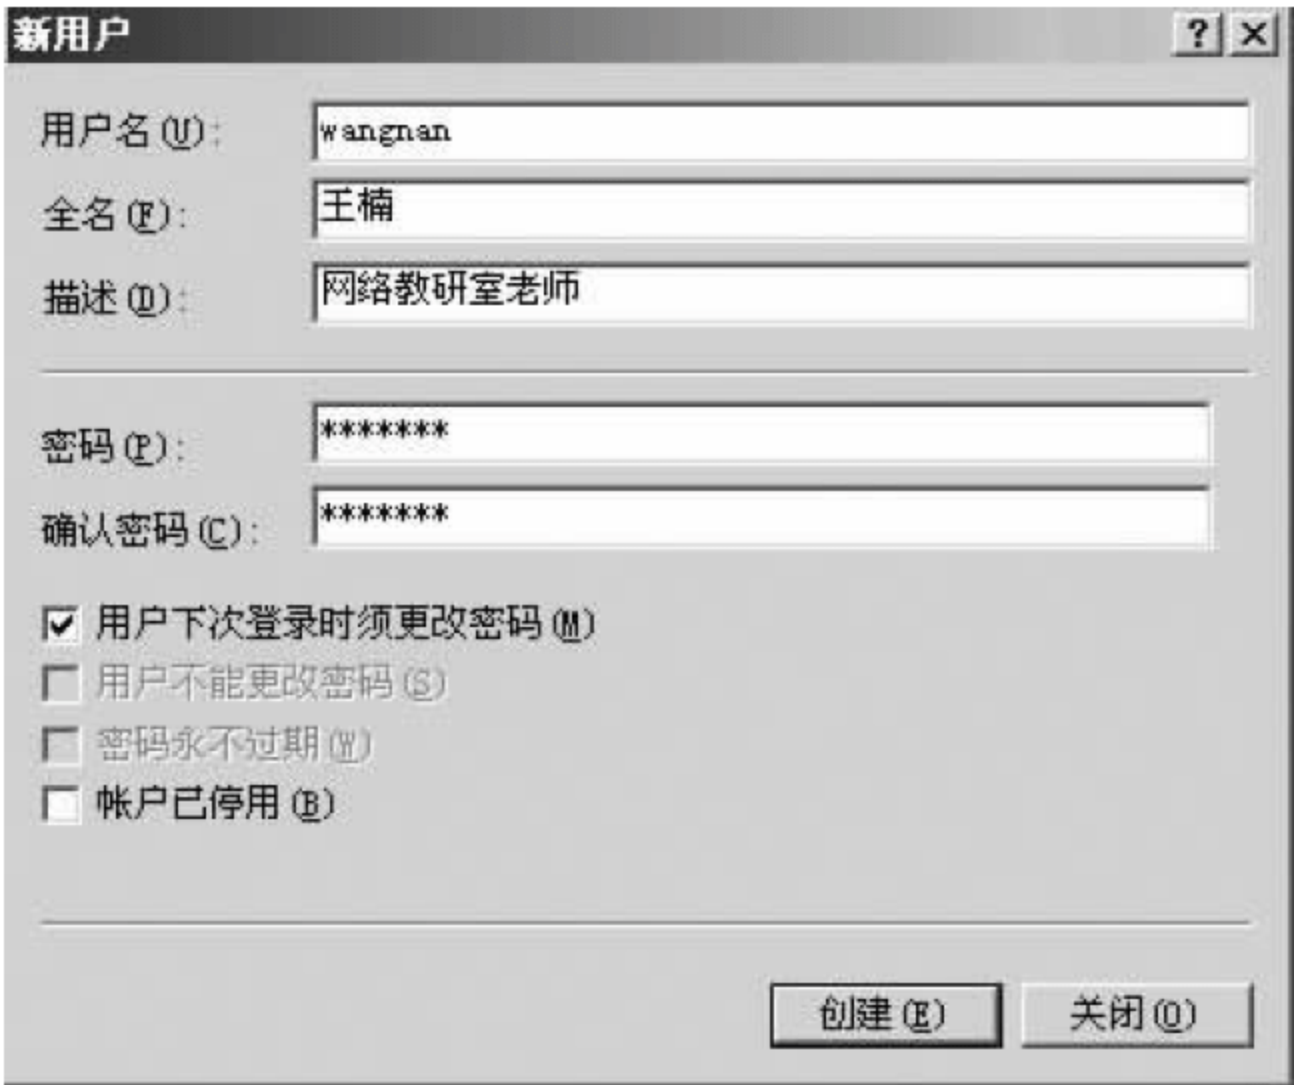 新用户
用户名(U): wangnan
全名(F): 王楠
描述(D): 网络教研室老师
密码(P): *******
确认密码(C): *******
用户下次登录时须更改密码(M)
用户不能更改密码(S)
密码永不过期(W)
帐户已停用(B)
创建(E) 关闭(O)